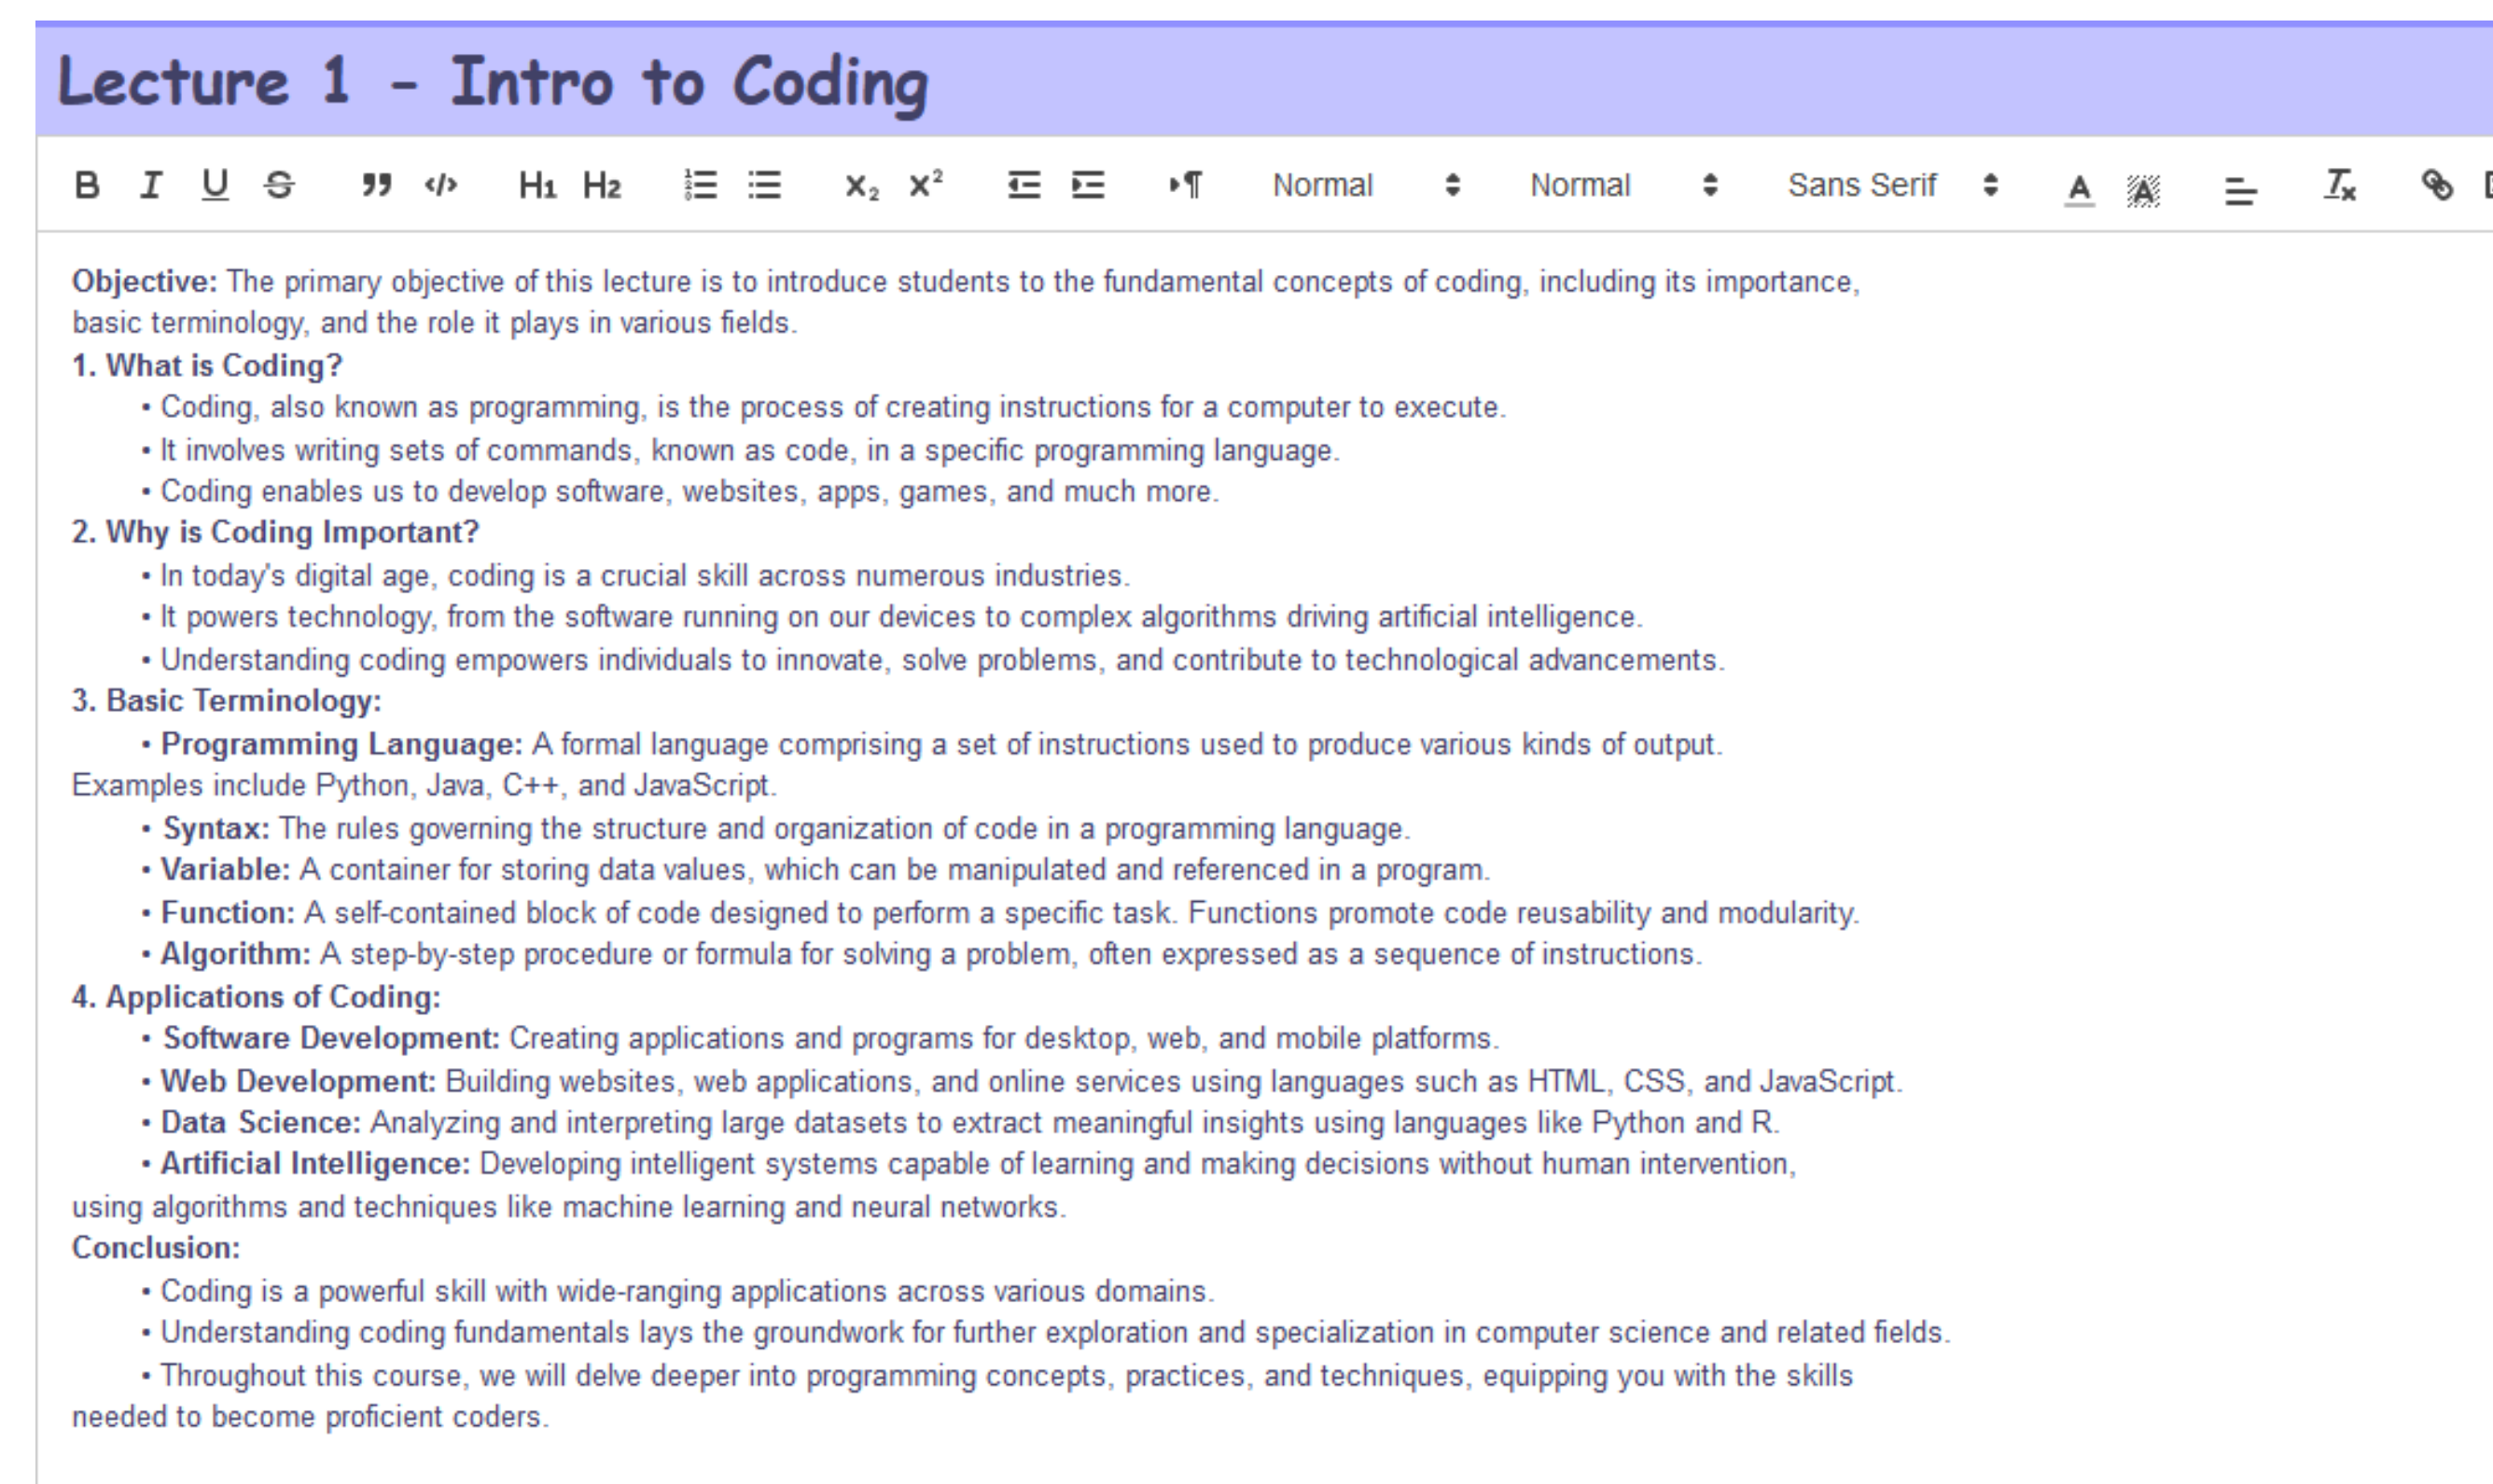 Lecture 1 - Intro to Coding
B I U S </> H1 H2 X2 X2 Normal Normal Sans Serif A A Tx
Objective: The primary objective of this lecture is to introduce students to the fundamental concepts of coding, including its importance,
basic terminology, and the role it plays in various fields.
1. What is Coding?
• Coding, also known as programming, is the process of creating instructions for a computer to execute.
• It involves writing sets of commands, known as code, in a specific programming language.
• Coding enables us to develop software, websites, apps, games, and much more.
2. Why is Coding Important?
• In today's digital age, coding is a crucial skill across numerous industries.
• It powers technology, from the software running on our devices to complex algorithms driving artificial intelligence.
• Understanding coding empowers individuals to innovate, solve problems, and contribute to technological advancements.
3. Basic Terminology:
• Programming Language: A formal language comprising a set of instructions used to produce various kinds of output.
Examples include Python, Java, C++, and JavaScript.
• Syntax: The rules governing the structure and organization of code in a programming language.
• Variable: A container for storing data values, which can be manipulated and referenced in a program.
• Function: A self-contained block of code designed to perform a specific task. Functions promote code reusability and modularity.
• Algorithm: A step-by-step procedure or formula for solving a problem, often expressed as a sequence of instructions.
4. Applications of Coding:
• Software Development: Creating applications and programs for desktop, web, and mobile platforms.
• Web Development: Building websites, web applications, and online services using languages such as HTML, CSS, and JavaScript.
• Data Science: Analyzing and interpreting large datasets to extract meaningful insights using languages like Python and R.
• Artificial Intelligence: Developing intelligent systems capable of learning and making decisions without human intervention,
using algorithms and techniques like machine learning and neural networks.
Conclusion:
• Coding is a powerful skill with wide-ranging applications across various domains.
• Understanding coding fundamentals lays the groundwork for further exploration and specialization in computer science and related fields.
• Throughout this course, we will delve deeper into programming concepts, practices, and techniques, equipping you with the skills
needed to become proficient coders.